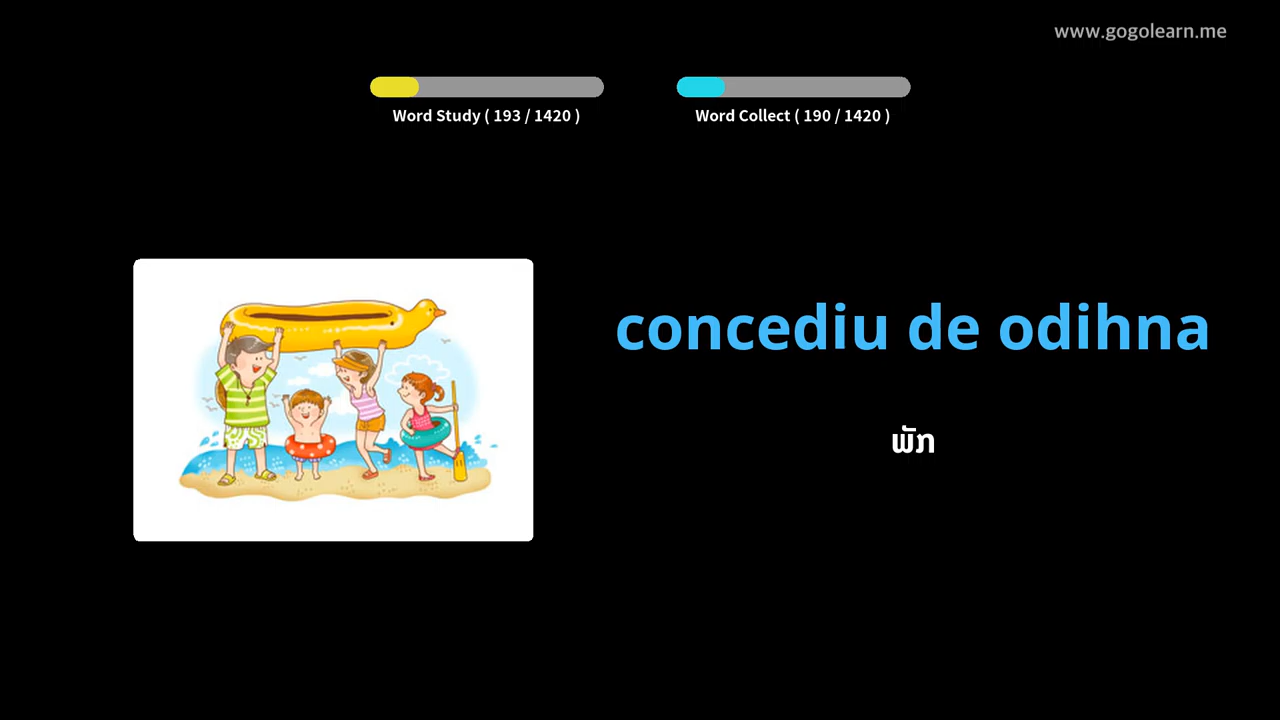 www.gogolearn.me
Word Study ( 193 / 1420 )
Word Collect ( 190 / 1420 )
concediu de odihna
ພັກ